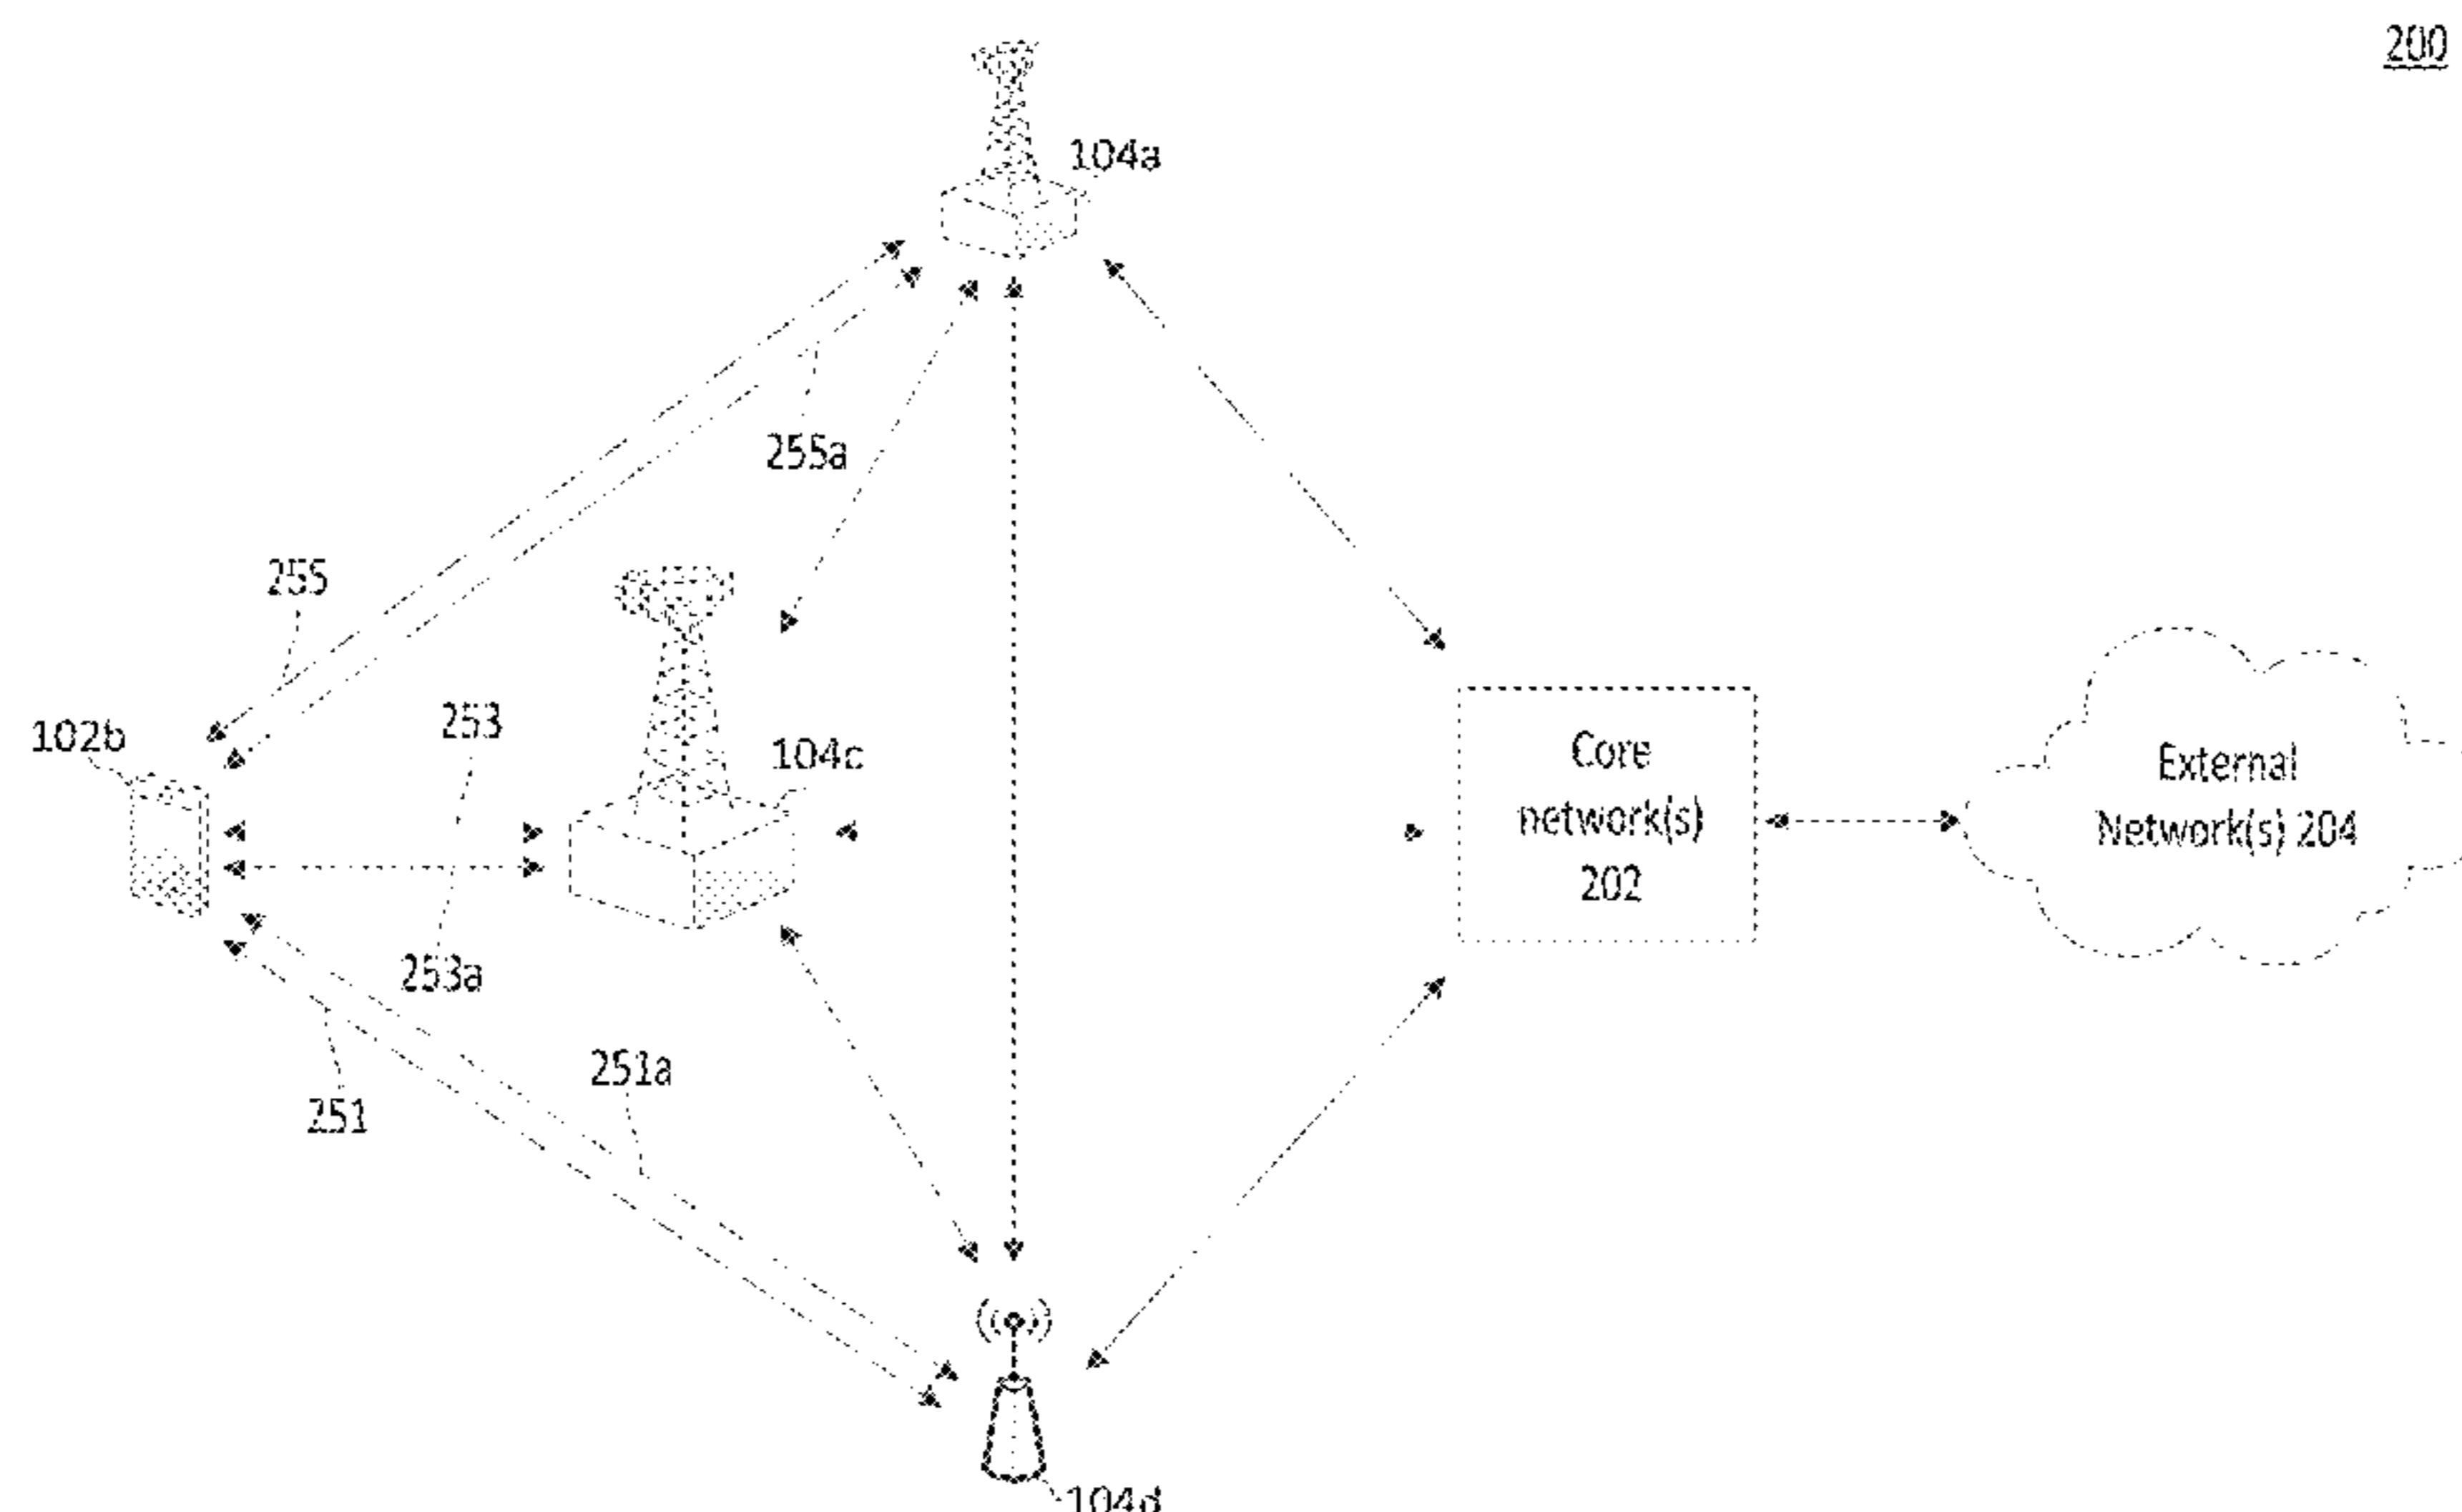 200
104a
255a
255
253
102b
104c
Core
network(s)
202
External
Network(s) 204
253a
251a
251
104d